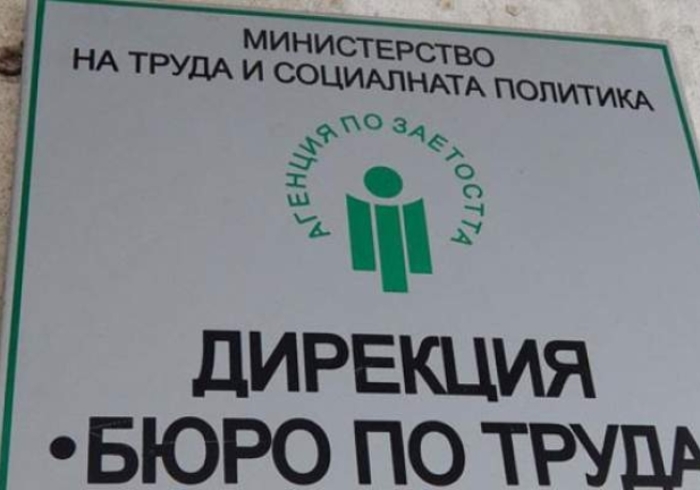 МИНИСТЕРСТВО
НА ТРУДА И СОЦИАЛНАТА ПОЛИТИКА
АГЕНЦИЯ ПО ЗАЕТОСТТА
ДИРЕКЦИЯ
•БЮРО ПО ТРУДА